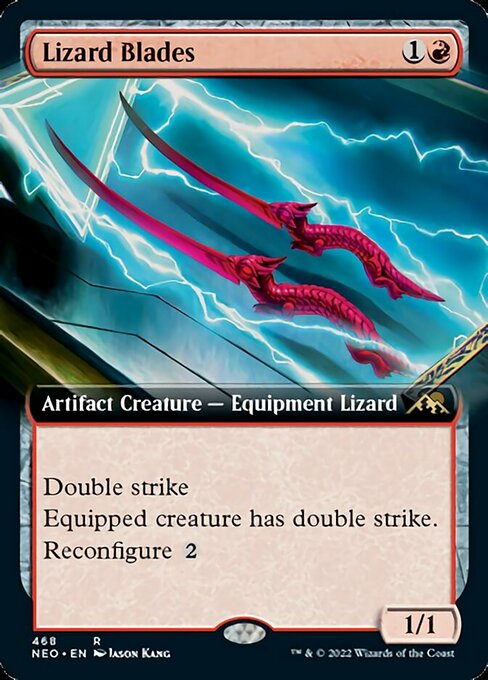 Lizard Blades 1
Artifact Creature — Equipment Lizard
Double strike
Equipped creature has double strike.
Reconfigure 2
1/1
468 R
NEO • EN Jason Kang
™ & © 2022 Wizards of the Coast